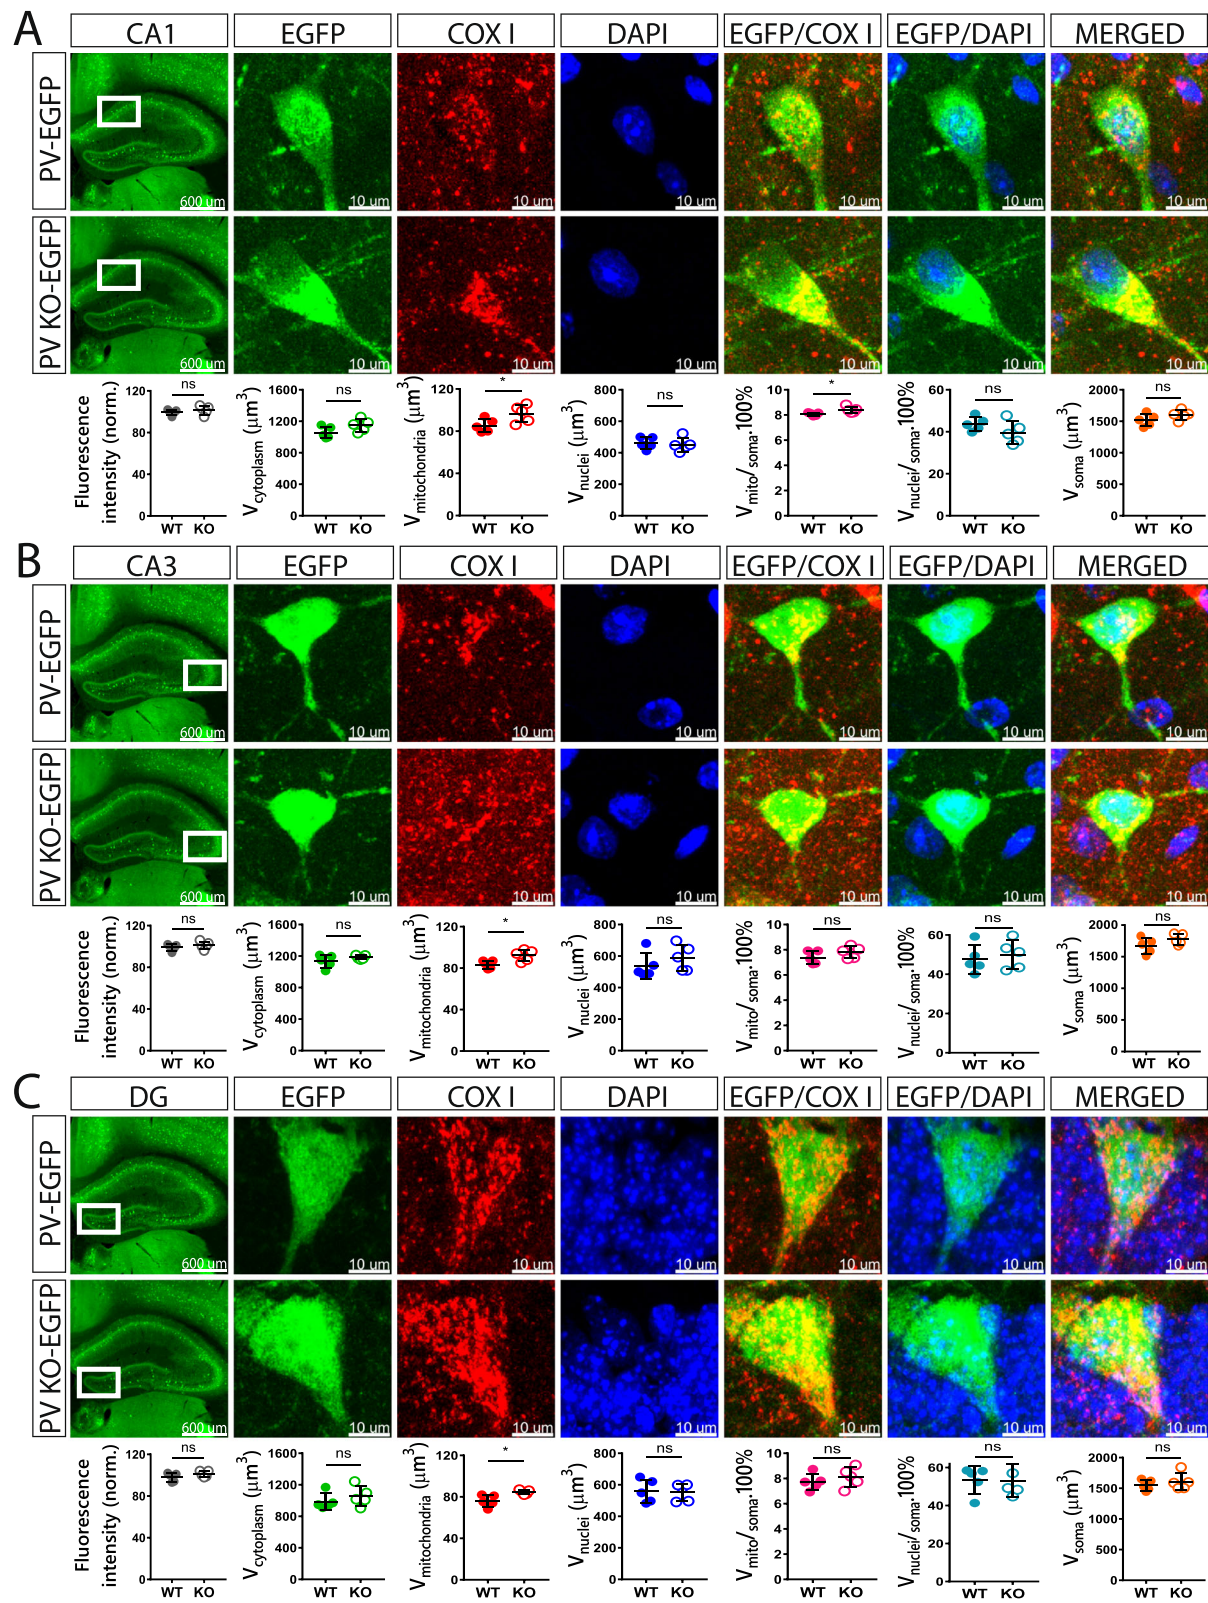 A
CA1 EGFP COX I DAPI EGFP/COX I EGFP/DAPI MERGED
PV-EGFP
600 um 10 um 10 um 10 um 10 um 10 um 10 um
PV KO-EGFP
600 um 10 um 10 um 10 um 10 um 10 um 10 um
Fluorescence intensity (norm.) 120 80 40 0 ns WT KO
Vcytoplasm (μm3) 1600 1200 800 400 0 ns WT KO
Vmitochondria (μm3) 120 80 40 0 * WT KO
Vnuclei (μm3) 800 600 400 200 0 ns WT KO
Vmito/soma·100% 10 8 6 4 2 0 * WT KO
Vnuclei/soma·100% 60 40 20 0 ns WT KO
Vsoma (μm3) 2000 1500 1000 500 0 ns WT KO
B
CA3 EGFP COX I DAPI EGFP/COX I EGFP/DAPI MERGED
PV-EGFP
600 um 10 um 10 um 10 um 10 um 10 um 10 um
PV KO-EGFP
600 um 10 um 10 um 10 um 10 um 10 um 10 um
Fluorescence intensity (norm.) 120 80 40 0 ns WT KO
Vcytoplasm (μm3) 1600 1200 800 400 0 ns WT KO
Vmitochondria (μm3) 120 80 40 0 * WT KO
Vnuclei (μm3) 800 600 400 200 0 ns WT KO
Vmito/soma·100% 10 8 6 4 2 0 ns WT KO
Vnuclei/soma·100% 60 40 20 0 ns WT KO
Vsoma (μm3) 2000 1500 1000 500 0 ns WT KO
C
DG EGFP COX I DAPI EGFP/COX I EGFP/DAPI MERGED
PV-EGFP
600 um 10 um 10 um 10 um 10 um 10 um 10 um
PV KO-EGFP
600 um 10 um 10 um 10 um 10 um 10 um 10 um
Fluorescence intensity (norm.) 120 80 40 0 ns WT KO
Vcytoplasm (μm3) 1600 1200 800 400 0 ns WT KO
Vmitochondria (μm3) 120 80 40 0 * WT KO
Vnuclei (μm3) 800 600 400 200 0 ns WT KO
Vmito/soma·100% 10 8 6 4 2 0 ns WT KO
Vnuclei/soma·100% 60 40 20 0 ns WT KO
Vsoma (μm3) 2000 1500 1000 500 0 ns WT KO